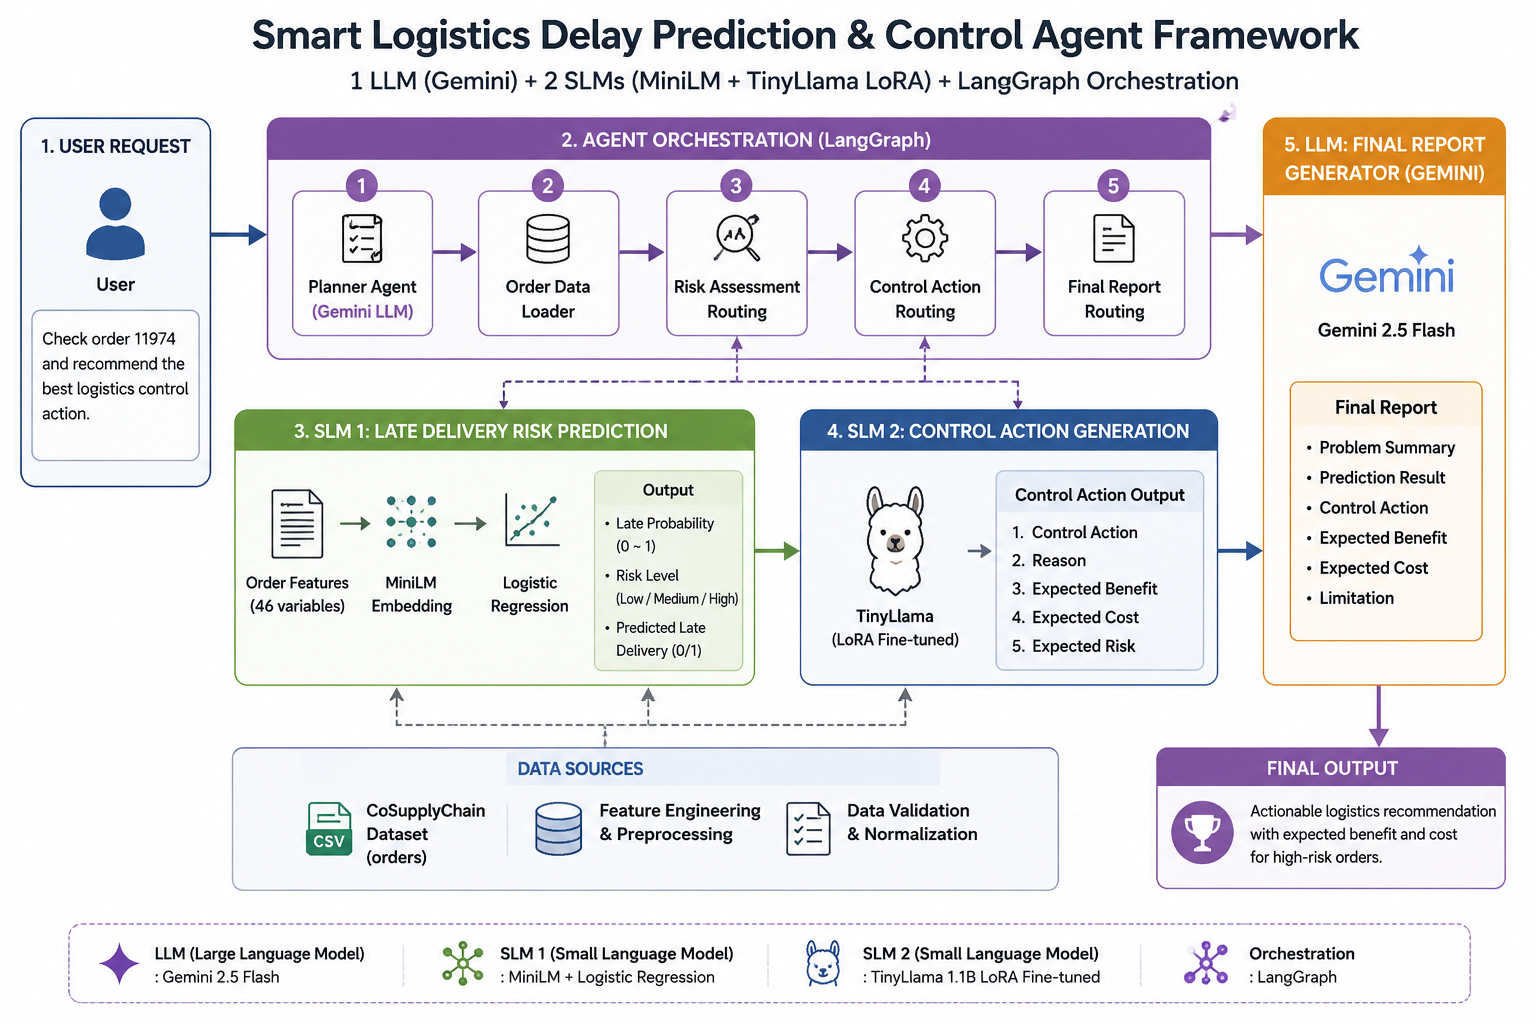 Smart Logistics Delay Prediction & Control Agent Framework
1 LLM (Gemini) + 2 SLMs (MiniLM + TinyLlama LoRA) + LangGraph Orchestration
1. USER REQUEST
User
Check order 11974
and recommend the
best logistics control
action.
2. AGENT ORCHESTRATION (LangGraph)
1
Planner Agent
(Gemini LLM)
2
Order Data
Loader
3
Risk Assessment
Routing
4
Control Action
Routing
5
Final Report
Routing
3. SLM 1: LATE DELIVERY RISK PREDICTION
Order Features
(46 variables)
MiniLM
Embedding
Logistic
Regression
Output
• Late Probability
(0 ~ 1)
• Risk Level
(Low / Medium / High)
• Predicted Late
Delivery (0/1)
4. SLM 2: CONTROL ACTION GENERATION
TinyLlama
(LoRA Fine-tuned)
Control Action Output
1. Control Action
2. Reason
3. Expected Benefit
4. Expected Cost
5. Expected Risk
5. LLM: FINAL REPORT
GENERATOR (GEMINI)
Gemini
Gemini 2.5 Flash
Final Report
• Problem Summary
• Prediction Result
• Control Action
• Expected Benefit
• Expected Cost
• Limitation
DATA SOURCES
CSV
CoSupplyChain
Dataset
(orders)
Feature Engineering
& Preprocessing
Data Validation
& Normalization
FINAL OUTPUT
Actionable logistics recommendation
with expected benefit and cost
for high-risk orders.
LLM (Large Language Model)
: Gemini 2.5 Flash
SLM 1 (Small Language Model)
: MiniLM + Logistic Regression
SLM 2 (Small Language Model)
: TinyLlama 1.1B LoRA Fine-tuned
Orchestration
: LangGraph